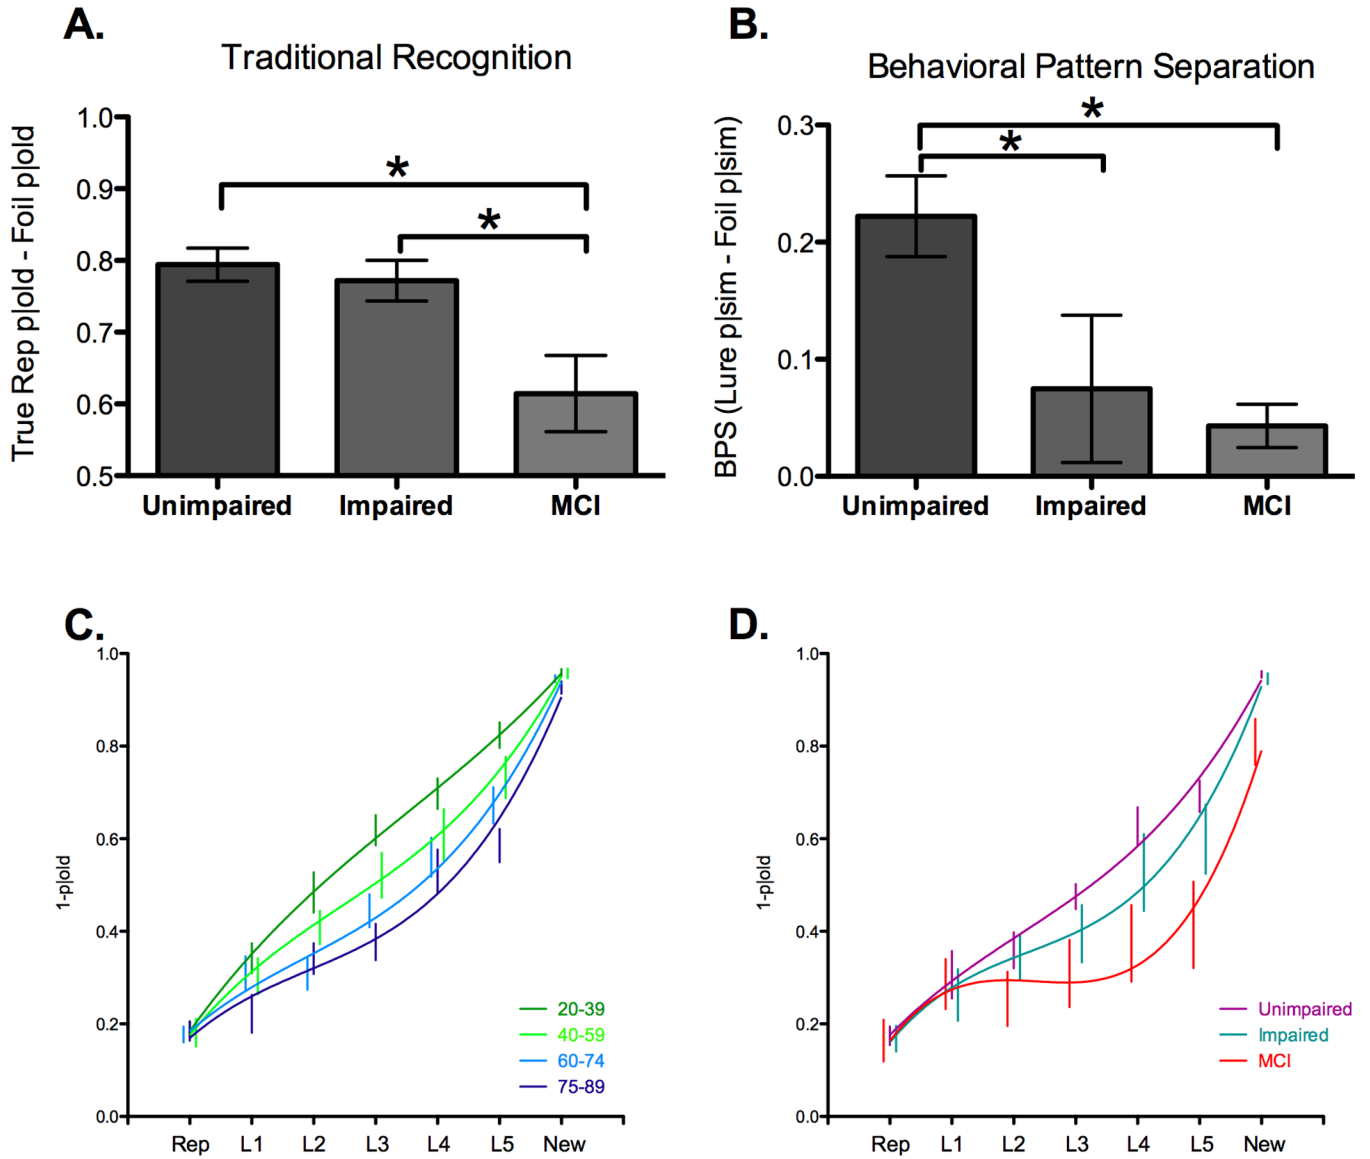 A.
Traditional Recognition
True Rep p|old - Foil p|old
1.0
0.9
0.8
0.7
0.6
0.5
*
*
Unimpaired Impaired MCI
B.
Behavioral Pattern Separation
BPS (Lure p|sim - Foil p|sim)
0.3
0.2
0.1
0.0
*
*
Unimpaired Impaired MCI
C.
1-p|old
1.0
0.8
0.6
0.4
0.2
0.0
20-39
40-59
60-74
75-89
Rep L1 L2 L3 L4 L5 New
D.
1-p|old
1.0
0.8
0.6
0.4
0.2
0.0
Unimpaired
Impaired
MCI
Rep L1 L2 L3 L4 L5 New